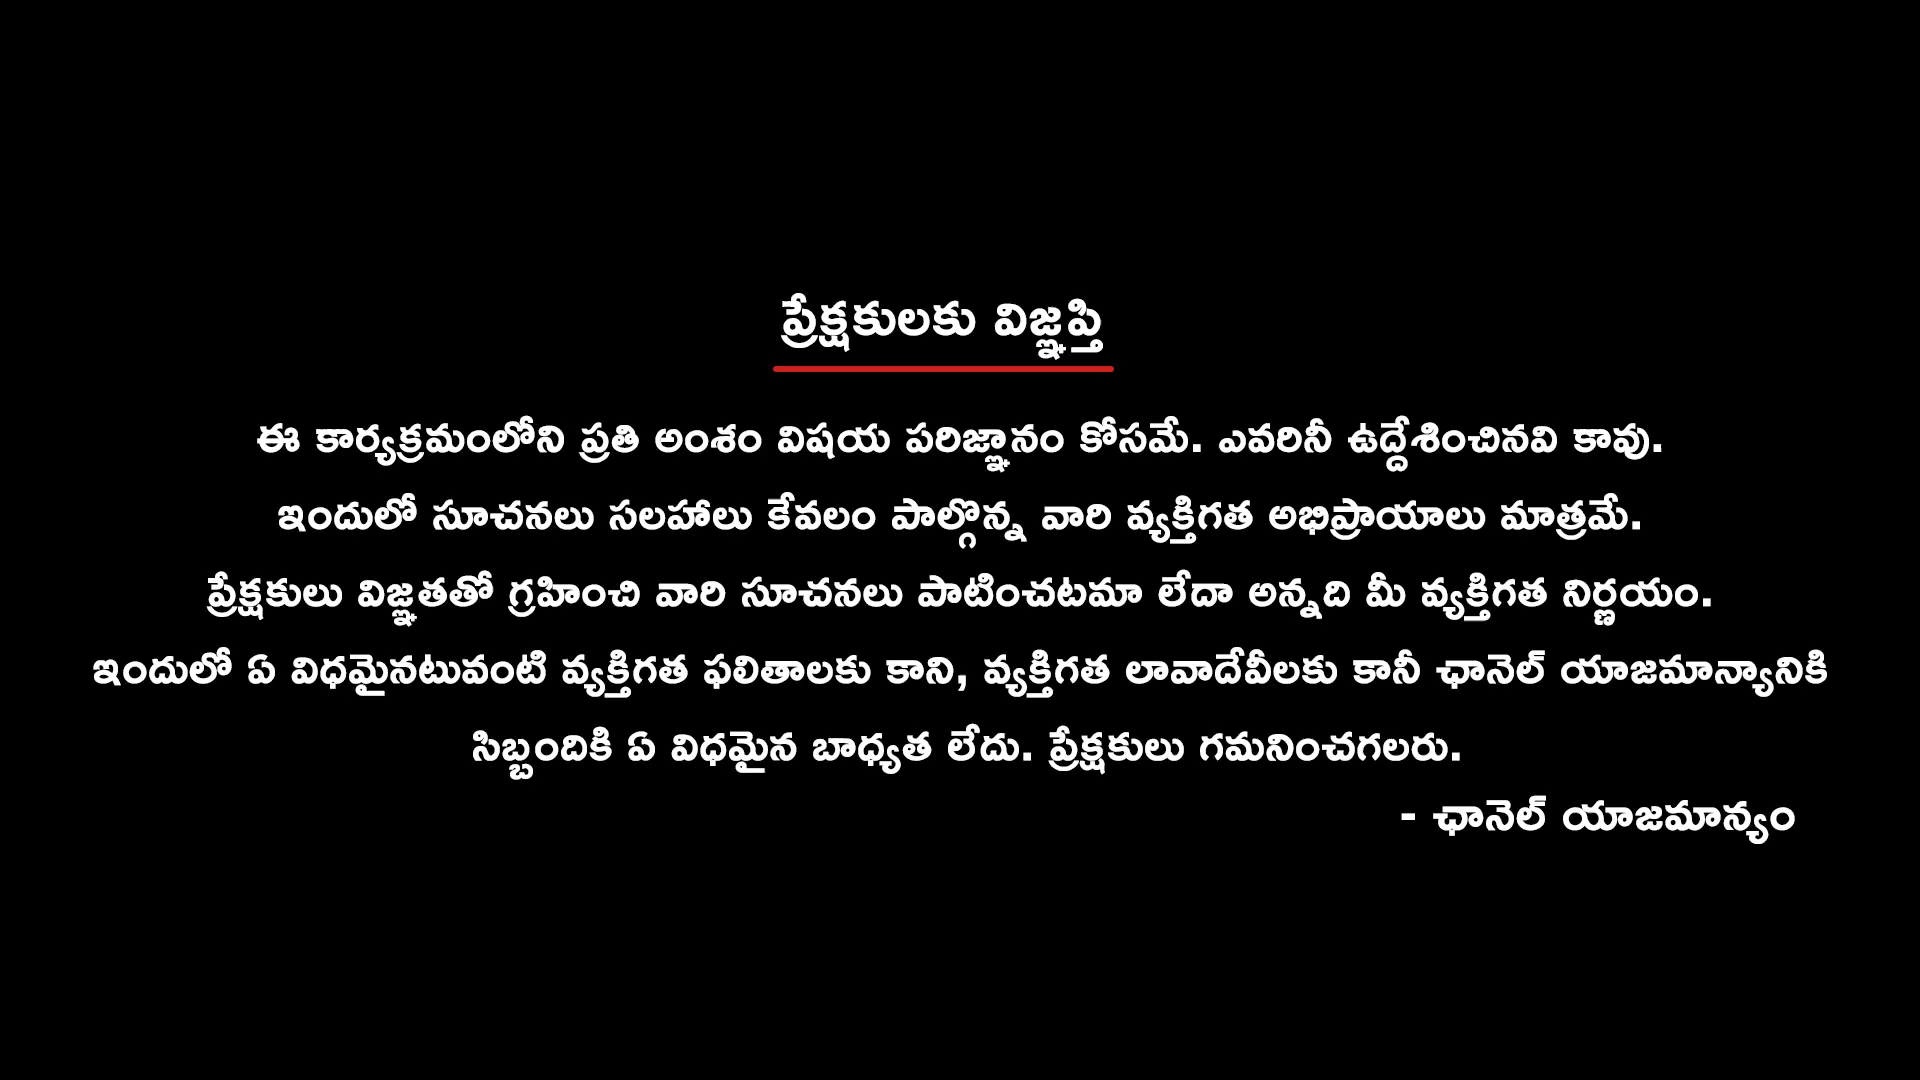 ప్రేక్షకులకు విజ్ఞప్తి
ఈ కార్యక్రమంలోని ప్రతి అంశం విషయ పరిజ్ఞానం కోసమే. ఎవరినీ ఉద్దేశించినవి కావు.
ఇందులో సూచనలు సలహాలు కేవలం పాల్గొన్న వారి వ్యక్తిగత అభిప్రాయాలు మాత్రమే.
ప్రేక్షకులు విజ్ఞతతో గ్రహించి వారి సూచనలు పాటించటమా లేదా అన్నది మీ వ్యక్తిగత నిర్ణయం.
ఇందులో ఏ విధమైనటువంటి వ్యక్తిగత ఫలితాలకు కాని, వ్యక్తిగత లావాదేవీలకు కానీ ఛానెల్ యాజమాన్యానికి
సిబ్బందికి ఏ విధమైన బాధ్యత లేదు. ప్రేక్షకులు గమనించగలరు.
- ఛానెల్ యాజమాన్యం